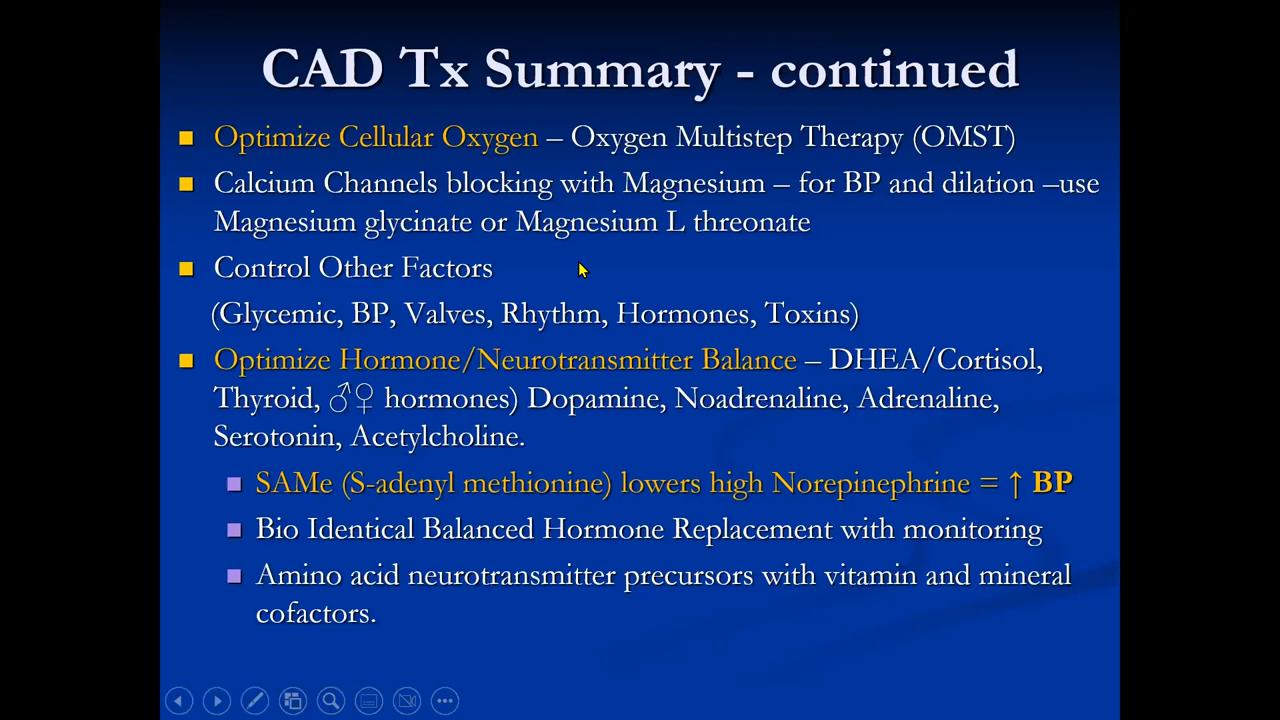 CAD Tx Summary - continued
Optimize Cellular Oxygen – Oxygen Multistep Therapy (OMST)
Calcium Channels blocking with Magnesium – for BP and dilation –use
Magnesium glycinate or Magnesium L threonate
Control Other Factors
(Glycemic, BP, Valves, Rhythm, Hormones, Toxins)
Optimize Hormone/Neurotransmitter Balance – DHEA/Cortisol,
Thyroid, ♂♀ hormones) Dopamine, Noadrenaline, Adrenaline,
Serotonin, Acetylcholine.
SAMe (S-adenyl methionine) lowers high Norepinephrine = ↑ BP
Bio Identical Balanced Hormone Replacement with monitoring
Amino acid neurotransmitter precursors with vitamin and mineral
cofactors.